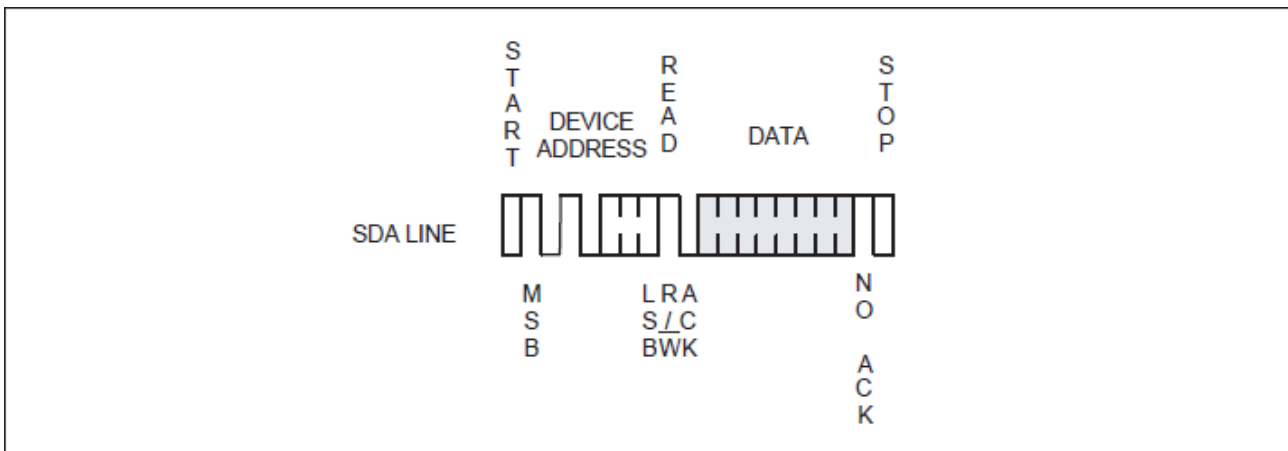 START
DEVICE
ADDRESS
READ
DATA
STOP
SDA LINE
MSB
LSB
R/W
ACK
NO ACK